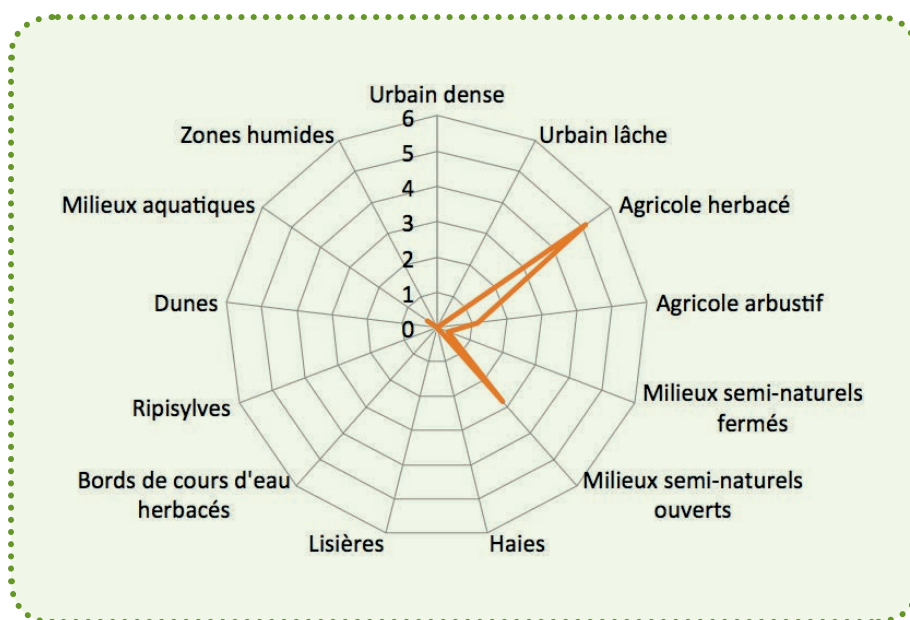 Urbain dense
6
5
4
3
2
1
0
Urbain lâche
Agricole herbacé
Agricole arbustif
Milieux semi-naturels
fermés
Milieux semi-naturels
ouverts
Haies
Lisières
Bords de cours d'eau
herbacés
Ripisylves
Dunes
Milieux aquatiques
Zones humides